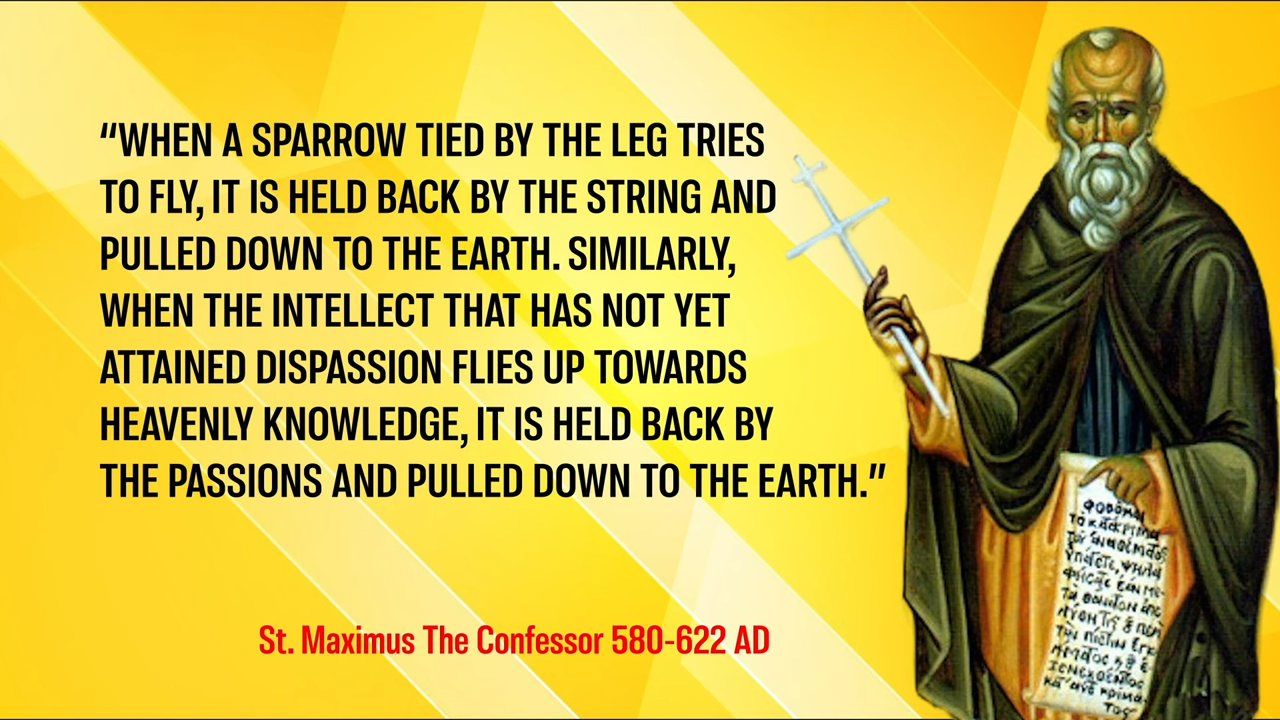 “WHEN A SPARROW TIED BY THE LEG TRIES
TO FLY, IT IS HELD BACK BY THE STRING AND
PULLED DOWN TO THE EARTH. SIMILARLY,
WHEN THE INTELLECT THAT HAS NOT YET
ATTAINED DISPASSION FLIES UP TOWARDS
HEAVENLY KNOWLEDGE, IT IS HELD BACK BY
THE PASSIONS AND PULLED DOWN TO THE EARTH.”
St. Maximus The Confessor 580-622 AD
τὸ κατάκριμα